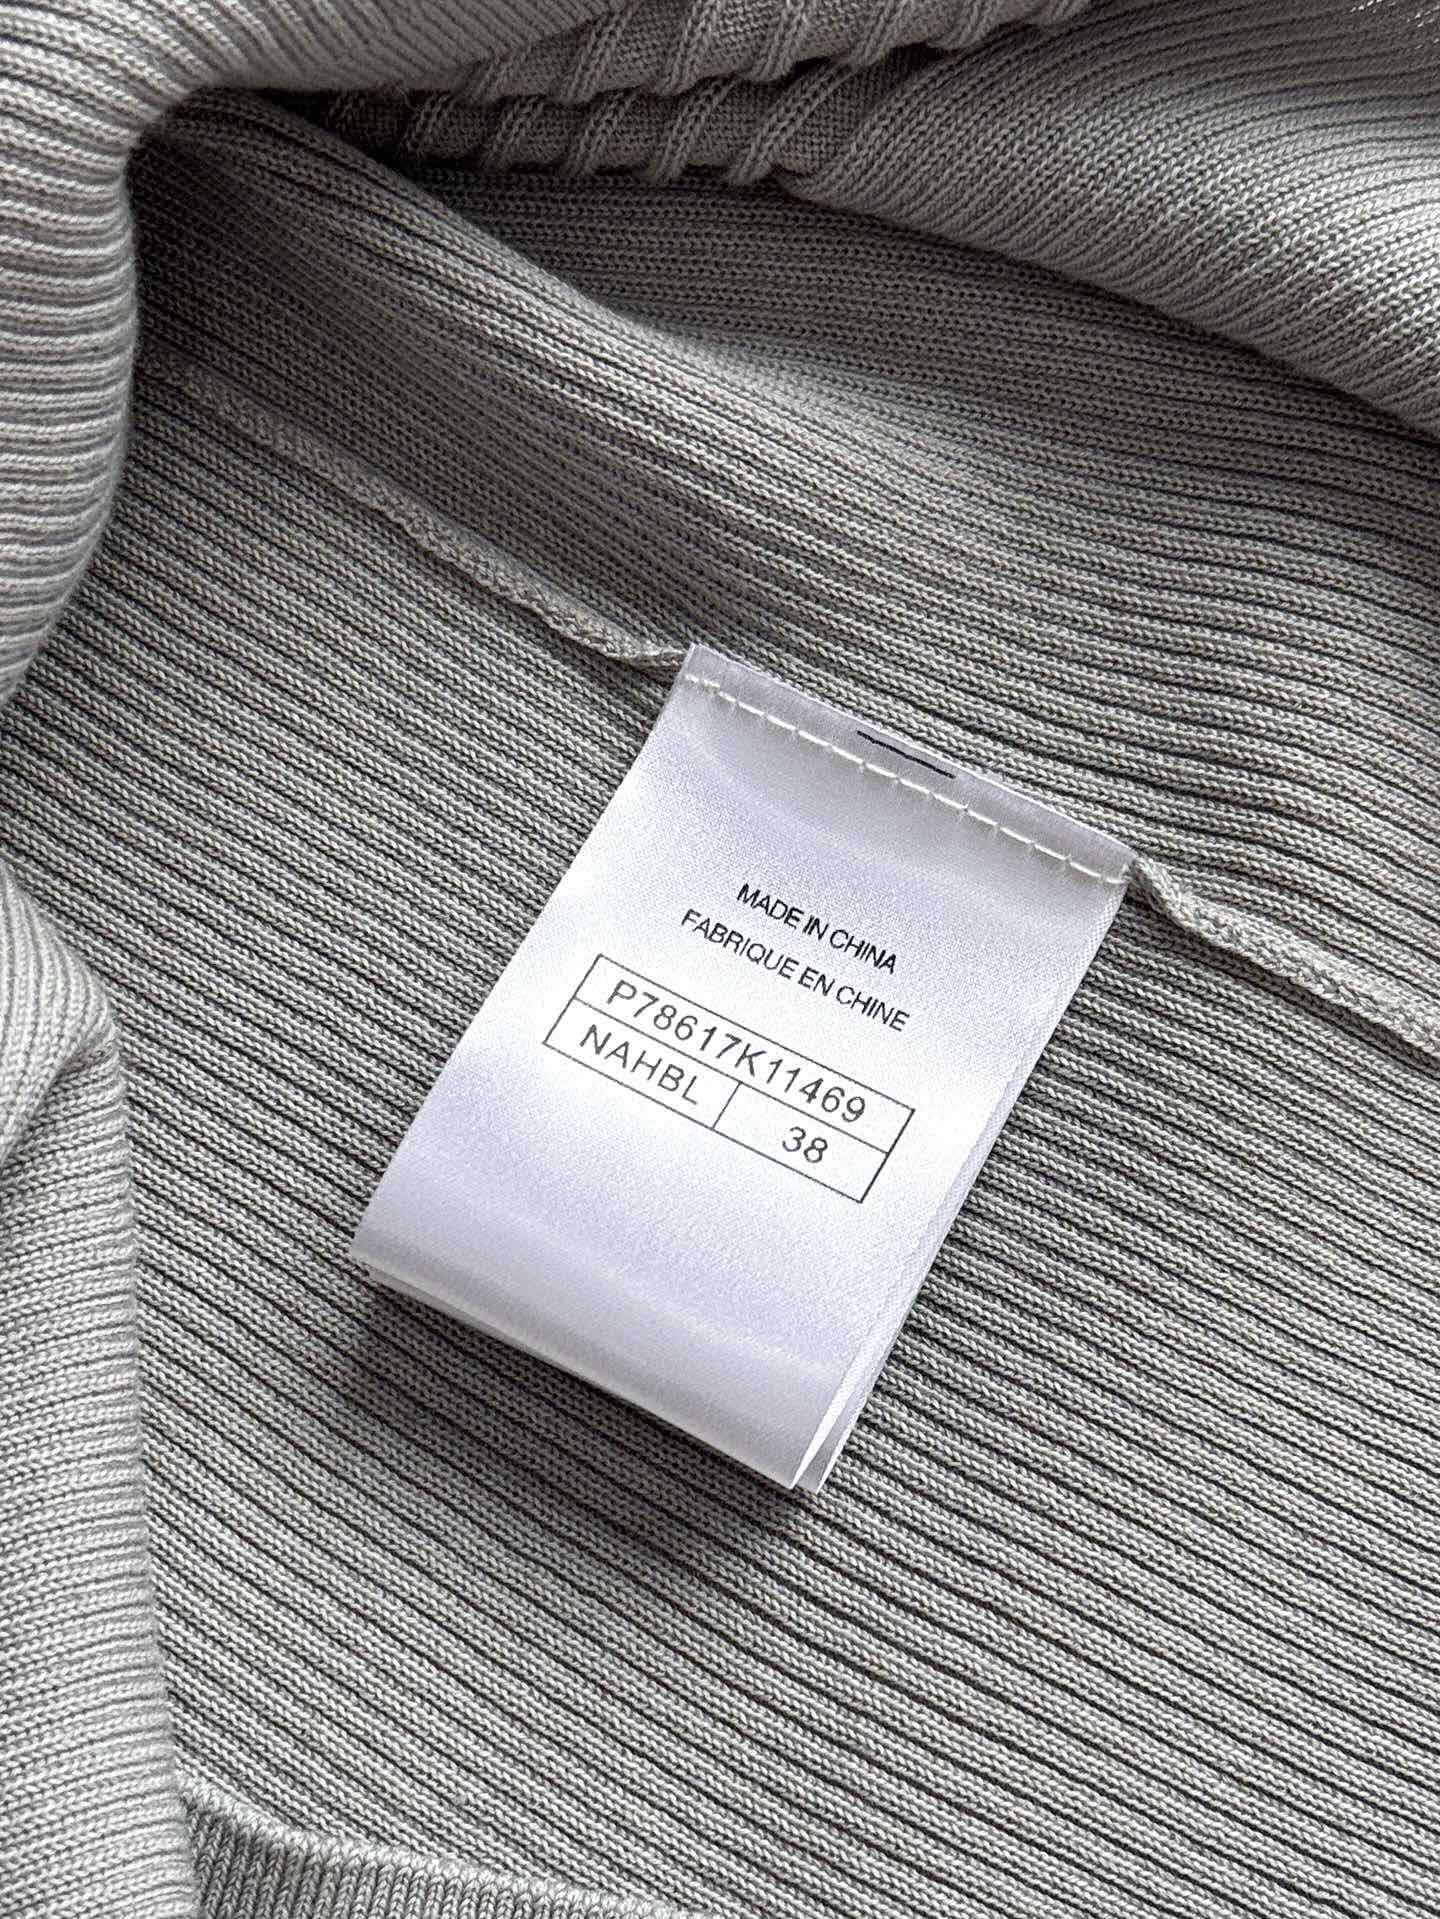 MADE IN CHINA
FABRIQUE EN CHINE
P78617K11469
NAHBL 38